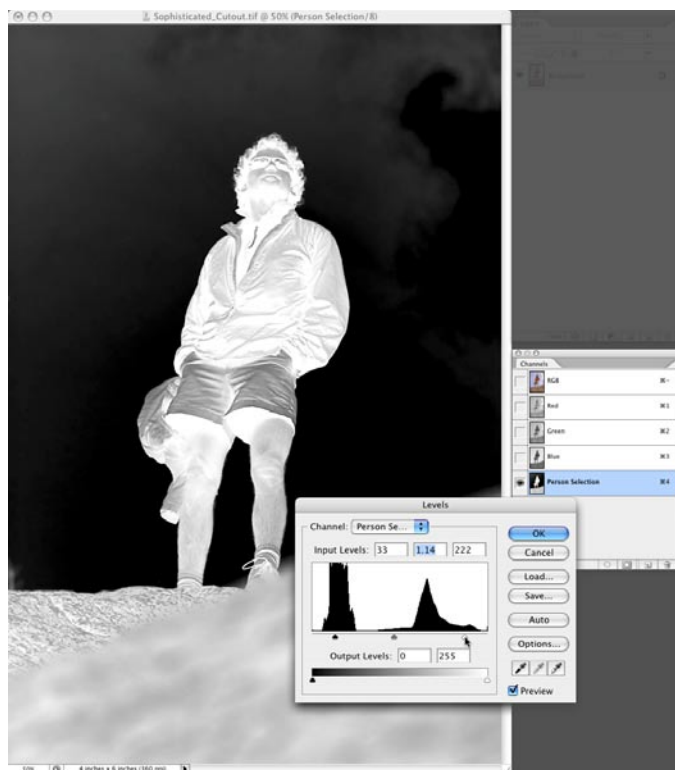 Sophisticated_Cutout.tif @ 50% (Person Selection/8)
Channels
RGB ⌘~
Red ⌘1
Green ⌘2
Blue ⌘3
Person Selection ⌘4
Levels
Channel: Person Se...
OK
Input Levels: 33 1.14 222
Cancel
Load...
Save...
Auto
Options...
Output Levels: 0 255
Preview
50% 4 inches x 6 inches (360 ppi)